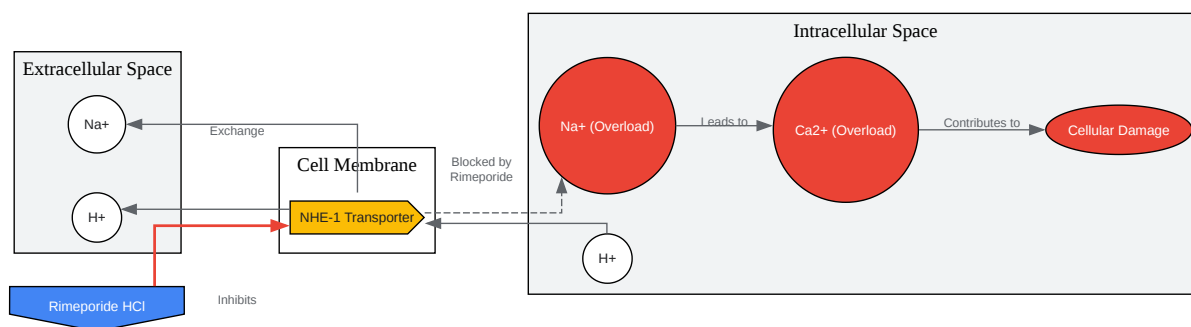 Intracellular Space
Extracellular Space
Na+
Exchange
Na+ (Overload)
Leads to
Ca2+ (Overload)
Contributes to
Cellular Damage
Cell Membrane
Blocked by
Rimeporide
H+
NHE-1 Transporter
H+
Rimeporide HCl
Inhibits